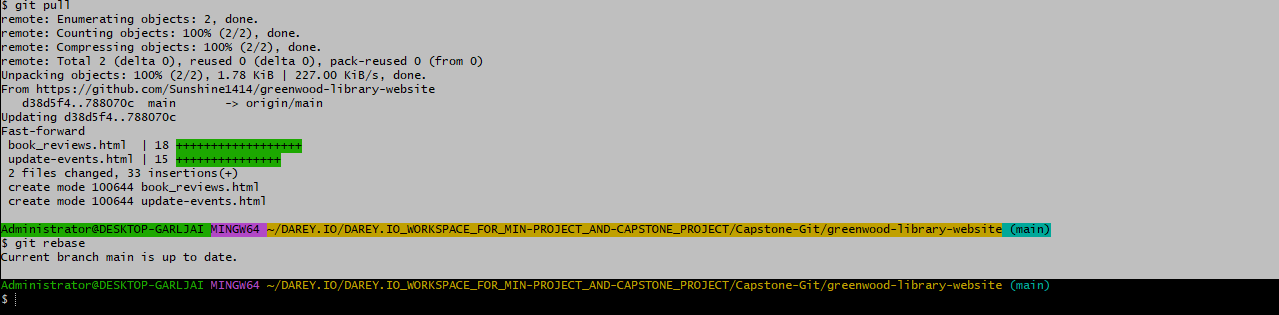 $ git pull
remote: Enumerating objects: 2, done.
remote: Counting objects: 100% (2/2), done.
remote: Compressing objects: 100% (2/2), done.
remote: Total 2 (delta 0), reused 0 (delta 0), pack-reused 0 (from 0)
Unpacking objects: 100% (2/2), 1.78 KiB | 227.00 KiB/s, done.
From https://github.com/Sunshine1414/greenwood-library-website
   d38d5f4..788070c  main       -> origin/main
Updating d38d5f4..788070c
Fast-forward
 book_reviews.html  | 18 ++++++++++++++++++
 update-events.html | 15 +++++++++++++++
 2 files changed, 33 insertions(+)
 create mode 100644 book_reviews.html
 create mode 100644 update-events.html
Administrator@DESKTOP-GARLJAI MINGW64 ~/DAREY.IO/DAREY.IO_WORKSPACE_FOR_MIN-PROJECT_AND-CAPSTONE_PROJECT/Capstone-Git/greenwood-library-website (main)
$ git rebase
Current branch main is up to date.
Administrator@DESKTOP-GARLJAI MINGW64 ~/DAREY.IO/DAREY.IO_WORKSPACE_FOR_MIN-PROJECT_AND-CAPSTONE_PROJECT/Capstone-Git/greenwood-library-website (main)
$